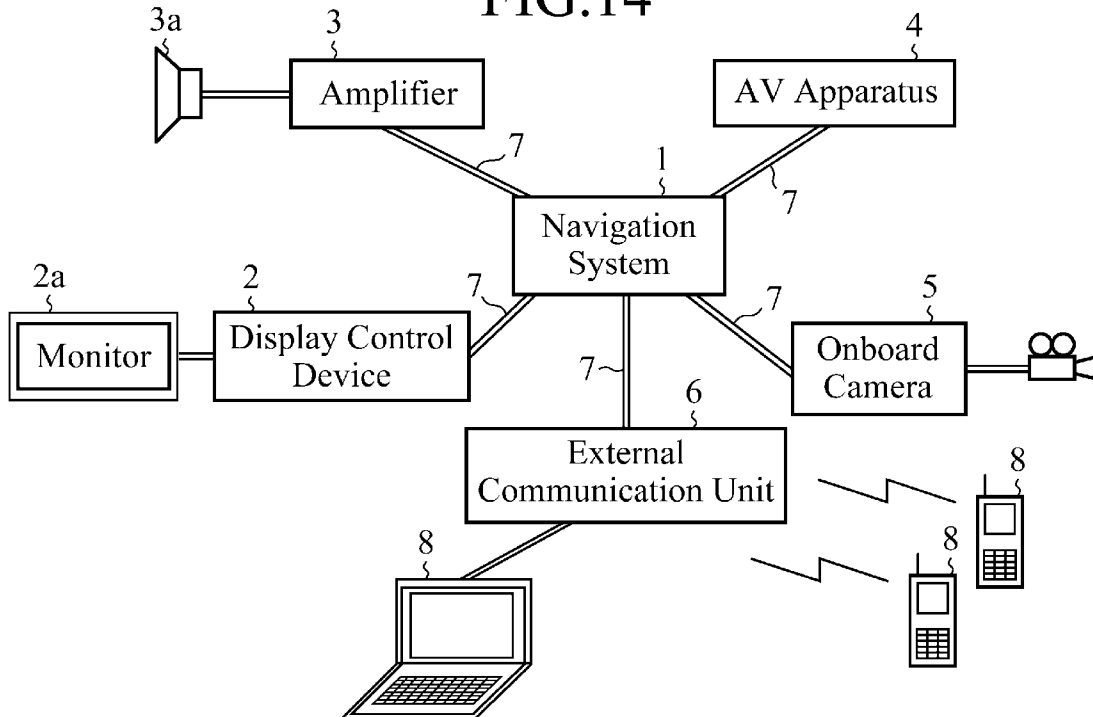 FIG.14
3a
3
4
Amplifier
AV Apparatus
7
1
7
Navigation
System
2a
2
7
7
5
Monitor
Display Control
Device
Onboard
Camera
7
6
External
Communication Unit
8
8
8